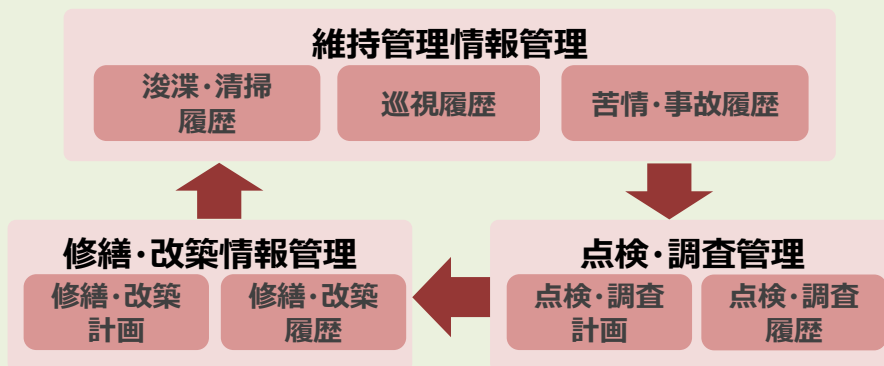 維持管理情報管理
浚渫・清掃
履歴
巡視履歴
苦情・事故履歴
修繕・改築情報管理
修繕・改築
計画
修繕・改築
履歴
点検・調査管理
点検・調査
計画
点検・調査
履歴